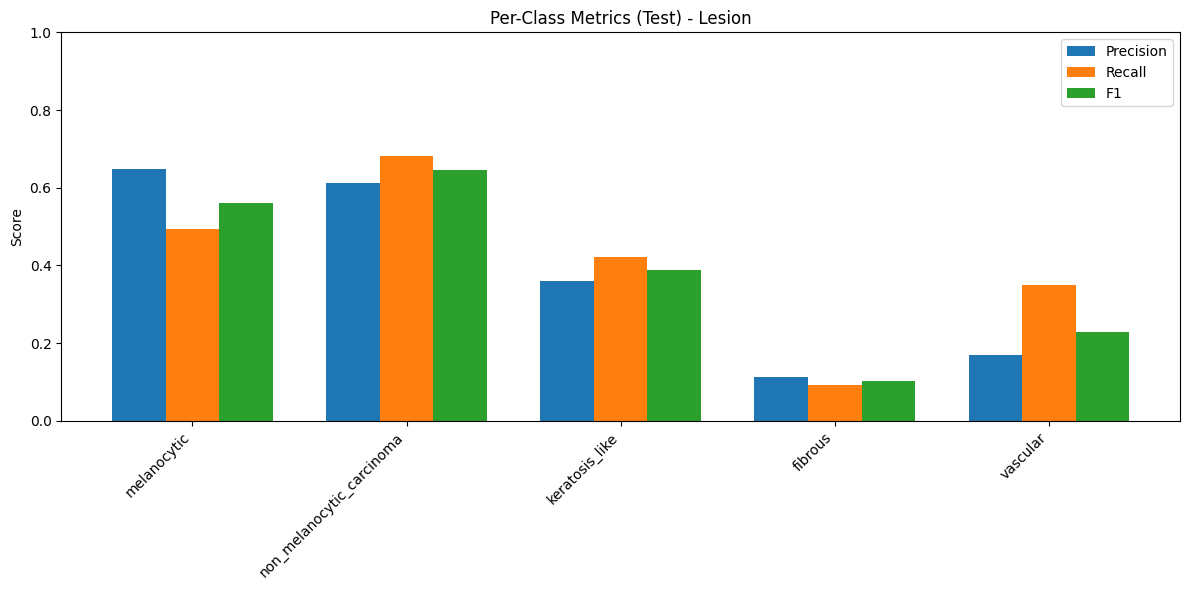 Per-Class Metrics (Test) - Lesion
Precision
Recall
F1
Score
1.0
0.8
0.6
0.4
0.2
0.0
melanocytic
non_melanocytic_carcinoma
keratosis_like
fibrous
vascular